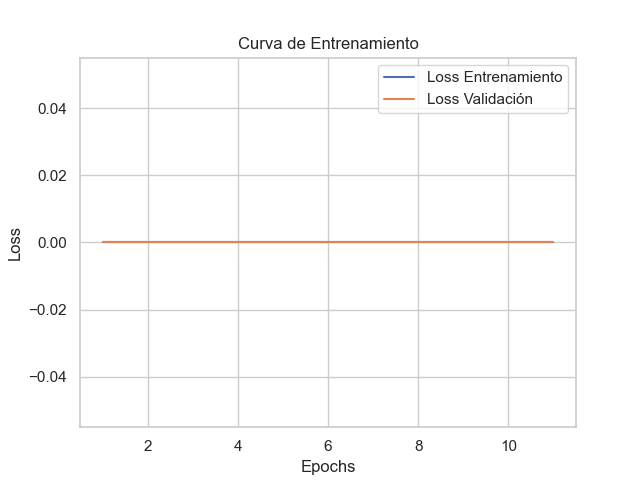 Curva de Entrenamiento
Loss Entrenamiento
Loss Validación
0.04
0.02
0.00
−0.02
−0.04
Loss
2 4 6 8 10
Epochs